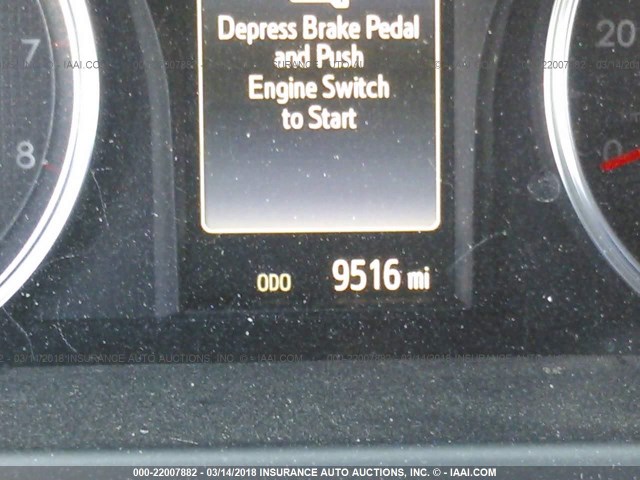 Depress Brake Pedal
and Push
Engine Switch
to Start
7
8
20
0
ODO 9516 mi
000-22007882 - 03/14/2018 INSURANCE AUTO AUCTIONS, INC. - © IAAI.COM